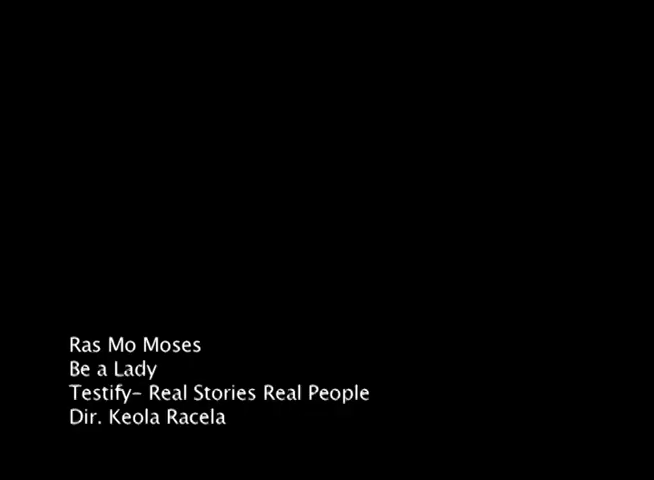 Ras Mo Moses
Be a Lady
Testify- Real Stories Real People
Dir. Keola Racela